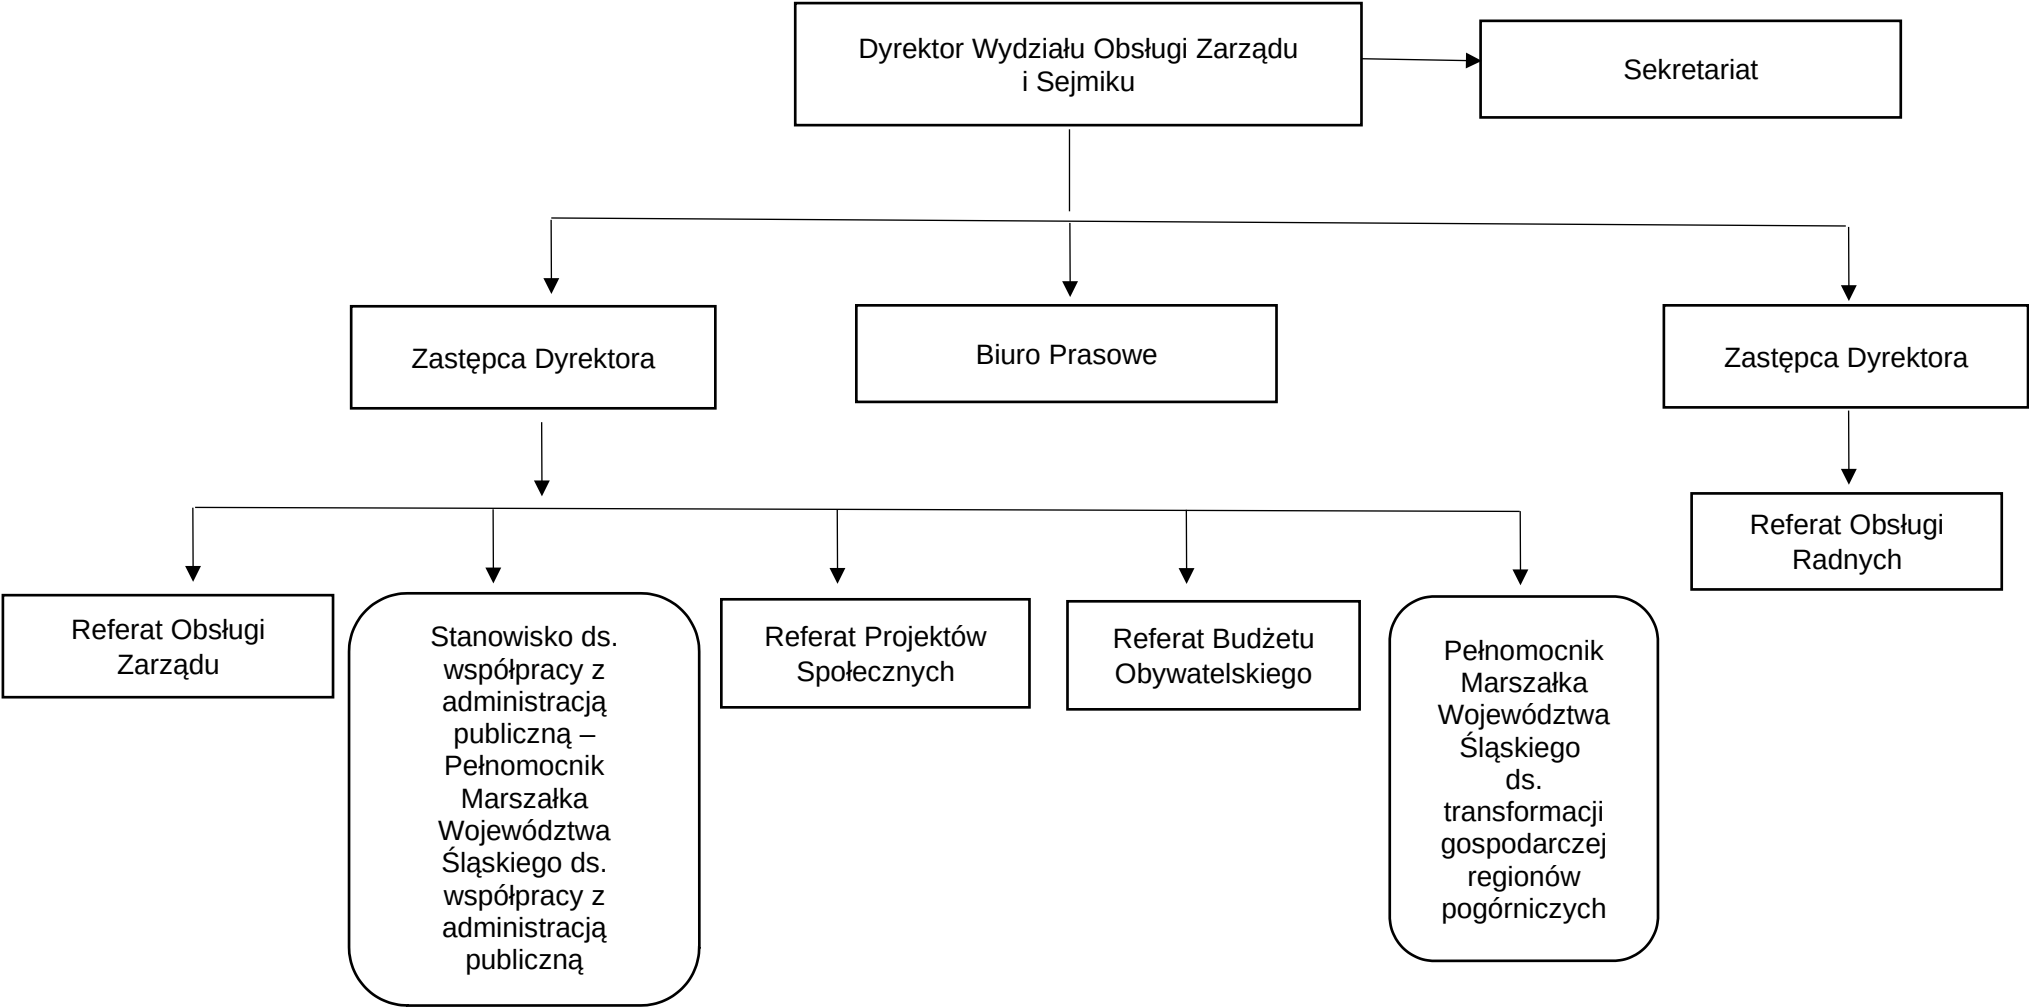 Dyrektor Wydziału Obsługi Zarządu
i Sejmiku
Sekretariat
Zastępca Dyrektora
Biuro Prasowe
Zastępca Dyrektora
Referat Obsługi
Radnych
Referat Obsługi
Zarządu
Stanowisko ds.
współpracy z
administracją
publiczną –
Pełnomocnik
Marszałka
Województwa
Śląskiego ds.
współpracy z
administracją
publiczną
Referat Projektów
Społecznych
Referat Budżetu
Obywatelskiego
Pełnomocnik
Marszałka
Województwa
Śląskiego
ds.
transformacji
gospodarczej
regionów
pogórniczych